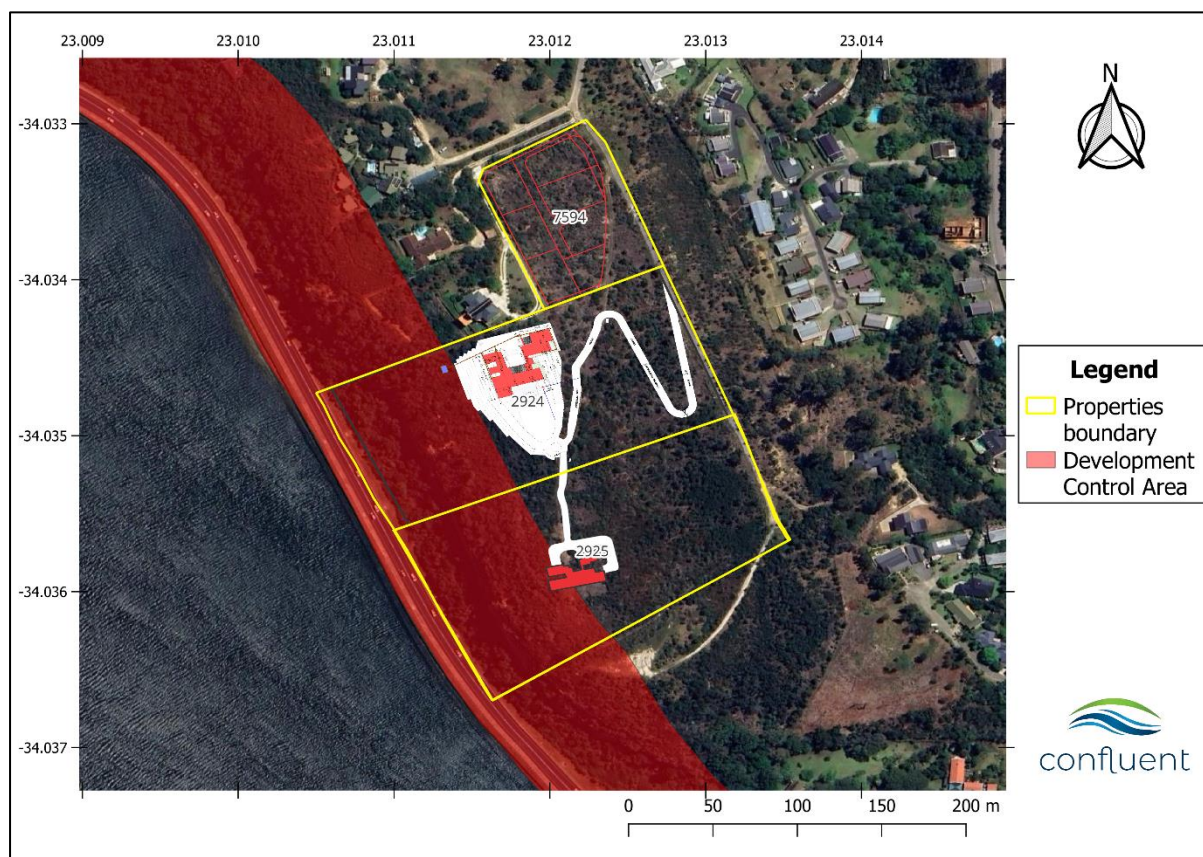 23.009 23.010 23.011 23.012 23.013 23.014
N
-34.033
7594
-34.034
2924
-34.035
2925
-34.036
-34.037
Legend
Properties
boundary
Development
Control Area
confluent
0 50 100 150 200 m